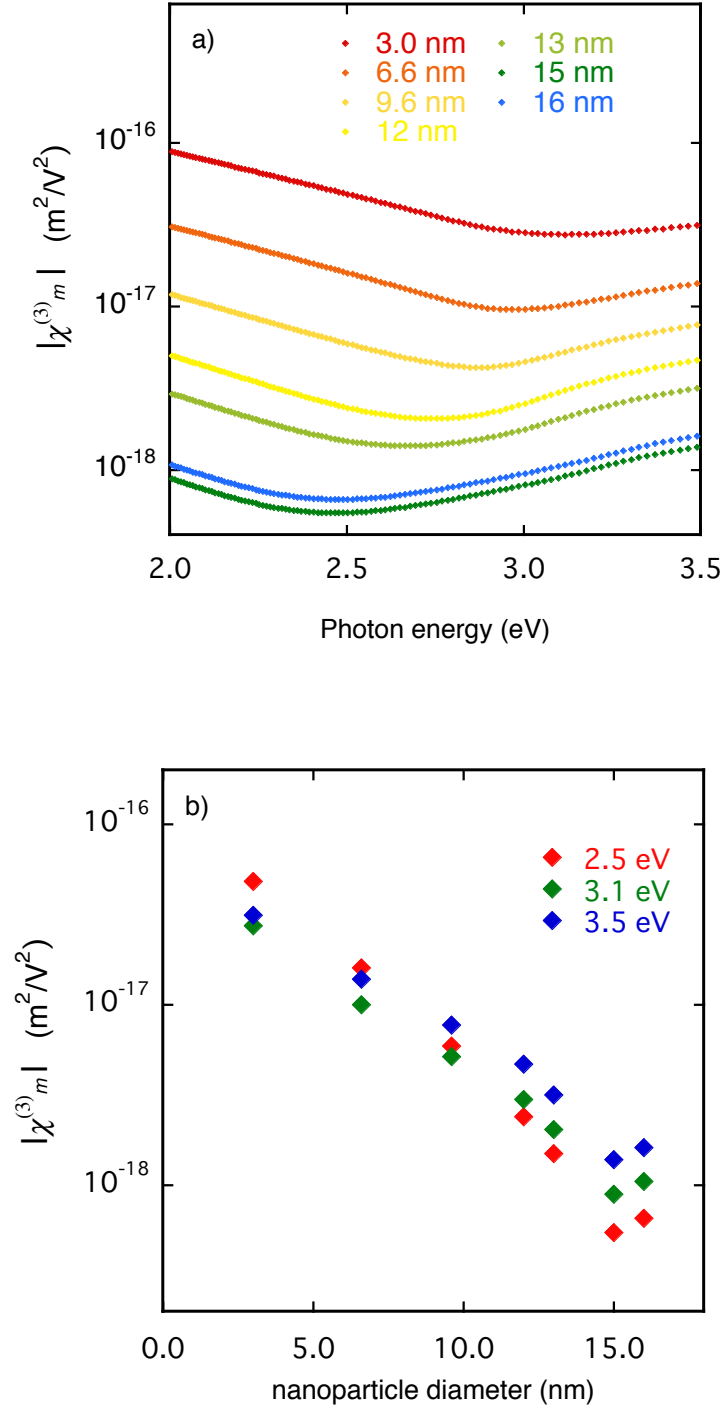 a)
3.0 nm
6.6 nm
9.6 nm
12 nm
13 nm
15 nm
16 nm
10⁻¹⁶
10⁻¹⁷
10⁻¹⁸
|χ⁽³⁾ₘ| (m²/V²)
2.0 2.5 3.0 3.5
Photon energy (eV)
b)
2.5 eV
3.1 eV
3.5 eV
10⁻¹⁶
10⁻¹⁷
10⁻¹⁸
|χ⁽³⁾ₘ| (m²/V²)
0.0 5.0 10.0 15.0
nanoparticle diameter (nm)